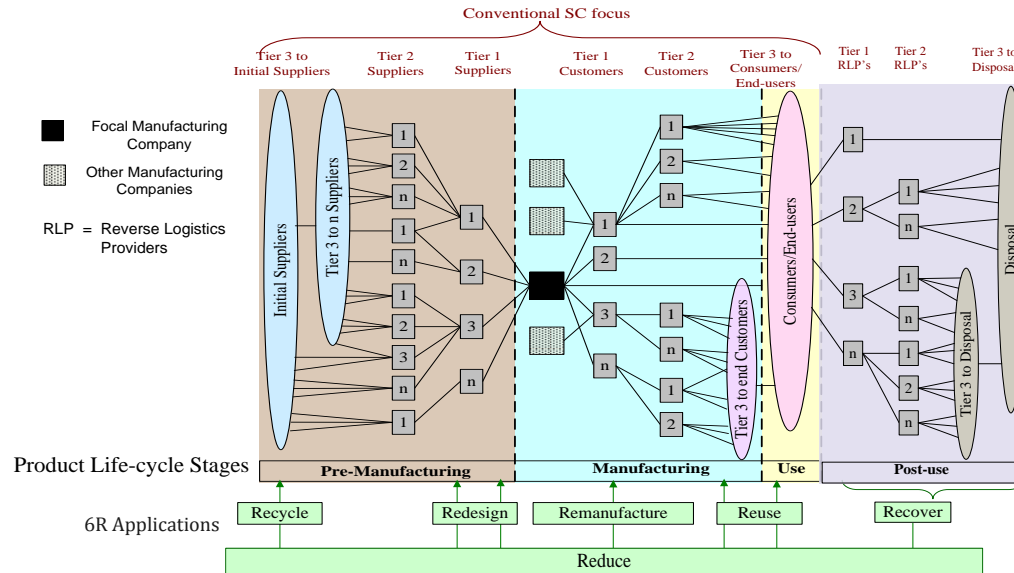 Conventional SC focus
Tier 3 to
Initial Suppliers
Tier 2
Suppliers
Tier 1
Suppliers
Tier 1
Customers
Tier 2
Customers
Tier 3 to
Consumers/
End-users
Tier 1
RLP's
Tier 2
RLP's
Tier 3 to
Disposal
Focal Manufacturing
Company
Other Manufacturing
Companies
RLP = Reverse Logistics
Providers
Initial Suppliers
Tier 3 to n Suppliers
1
2
n
1
n
1
2
3
n
1
1
2
3
n
1
2
3
n
1
2
n
1
n
1
2
Tier 3 to end Customers
Consumers/End-users
1
2
3
n
1
n
1
n
1
2
n
Tier 3 to Disposal
Disposal
Product Life-cycle Stages
Pre-Manufacturing
Manufacturing
Use
Post-use
6R Applications
Recycle
Redesign
Remanufacture
Reuse
Recover
Reduce